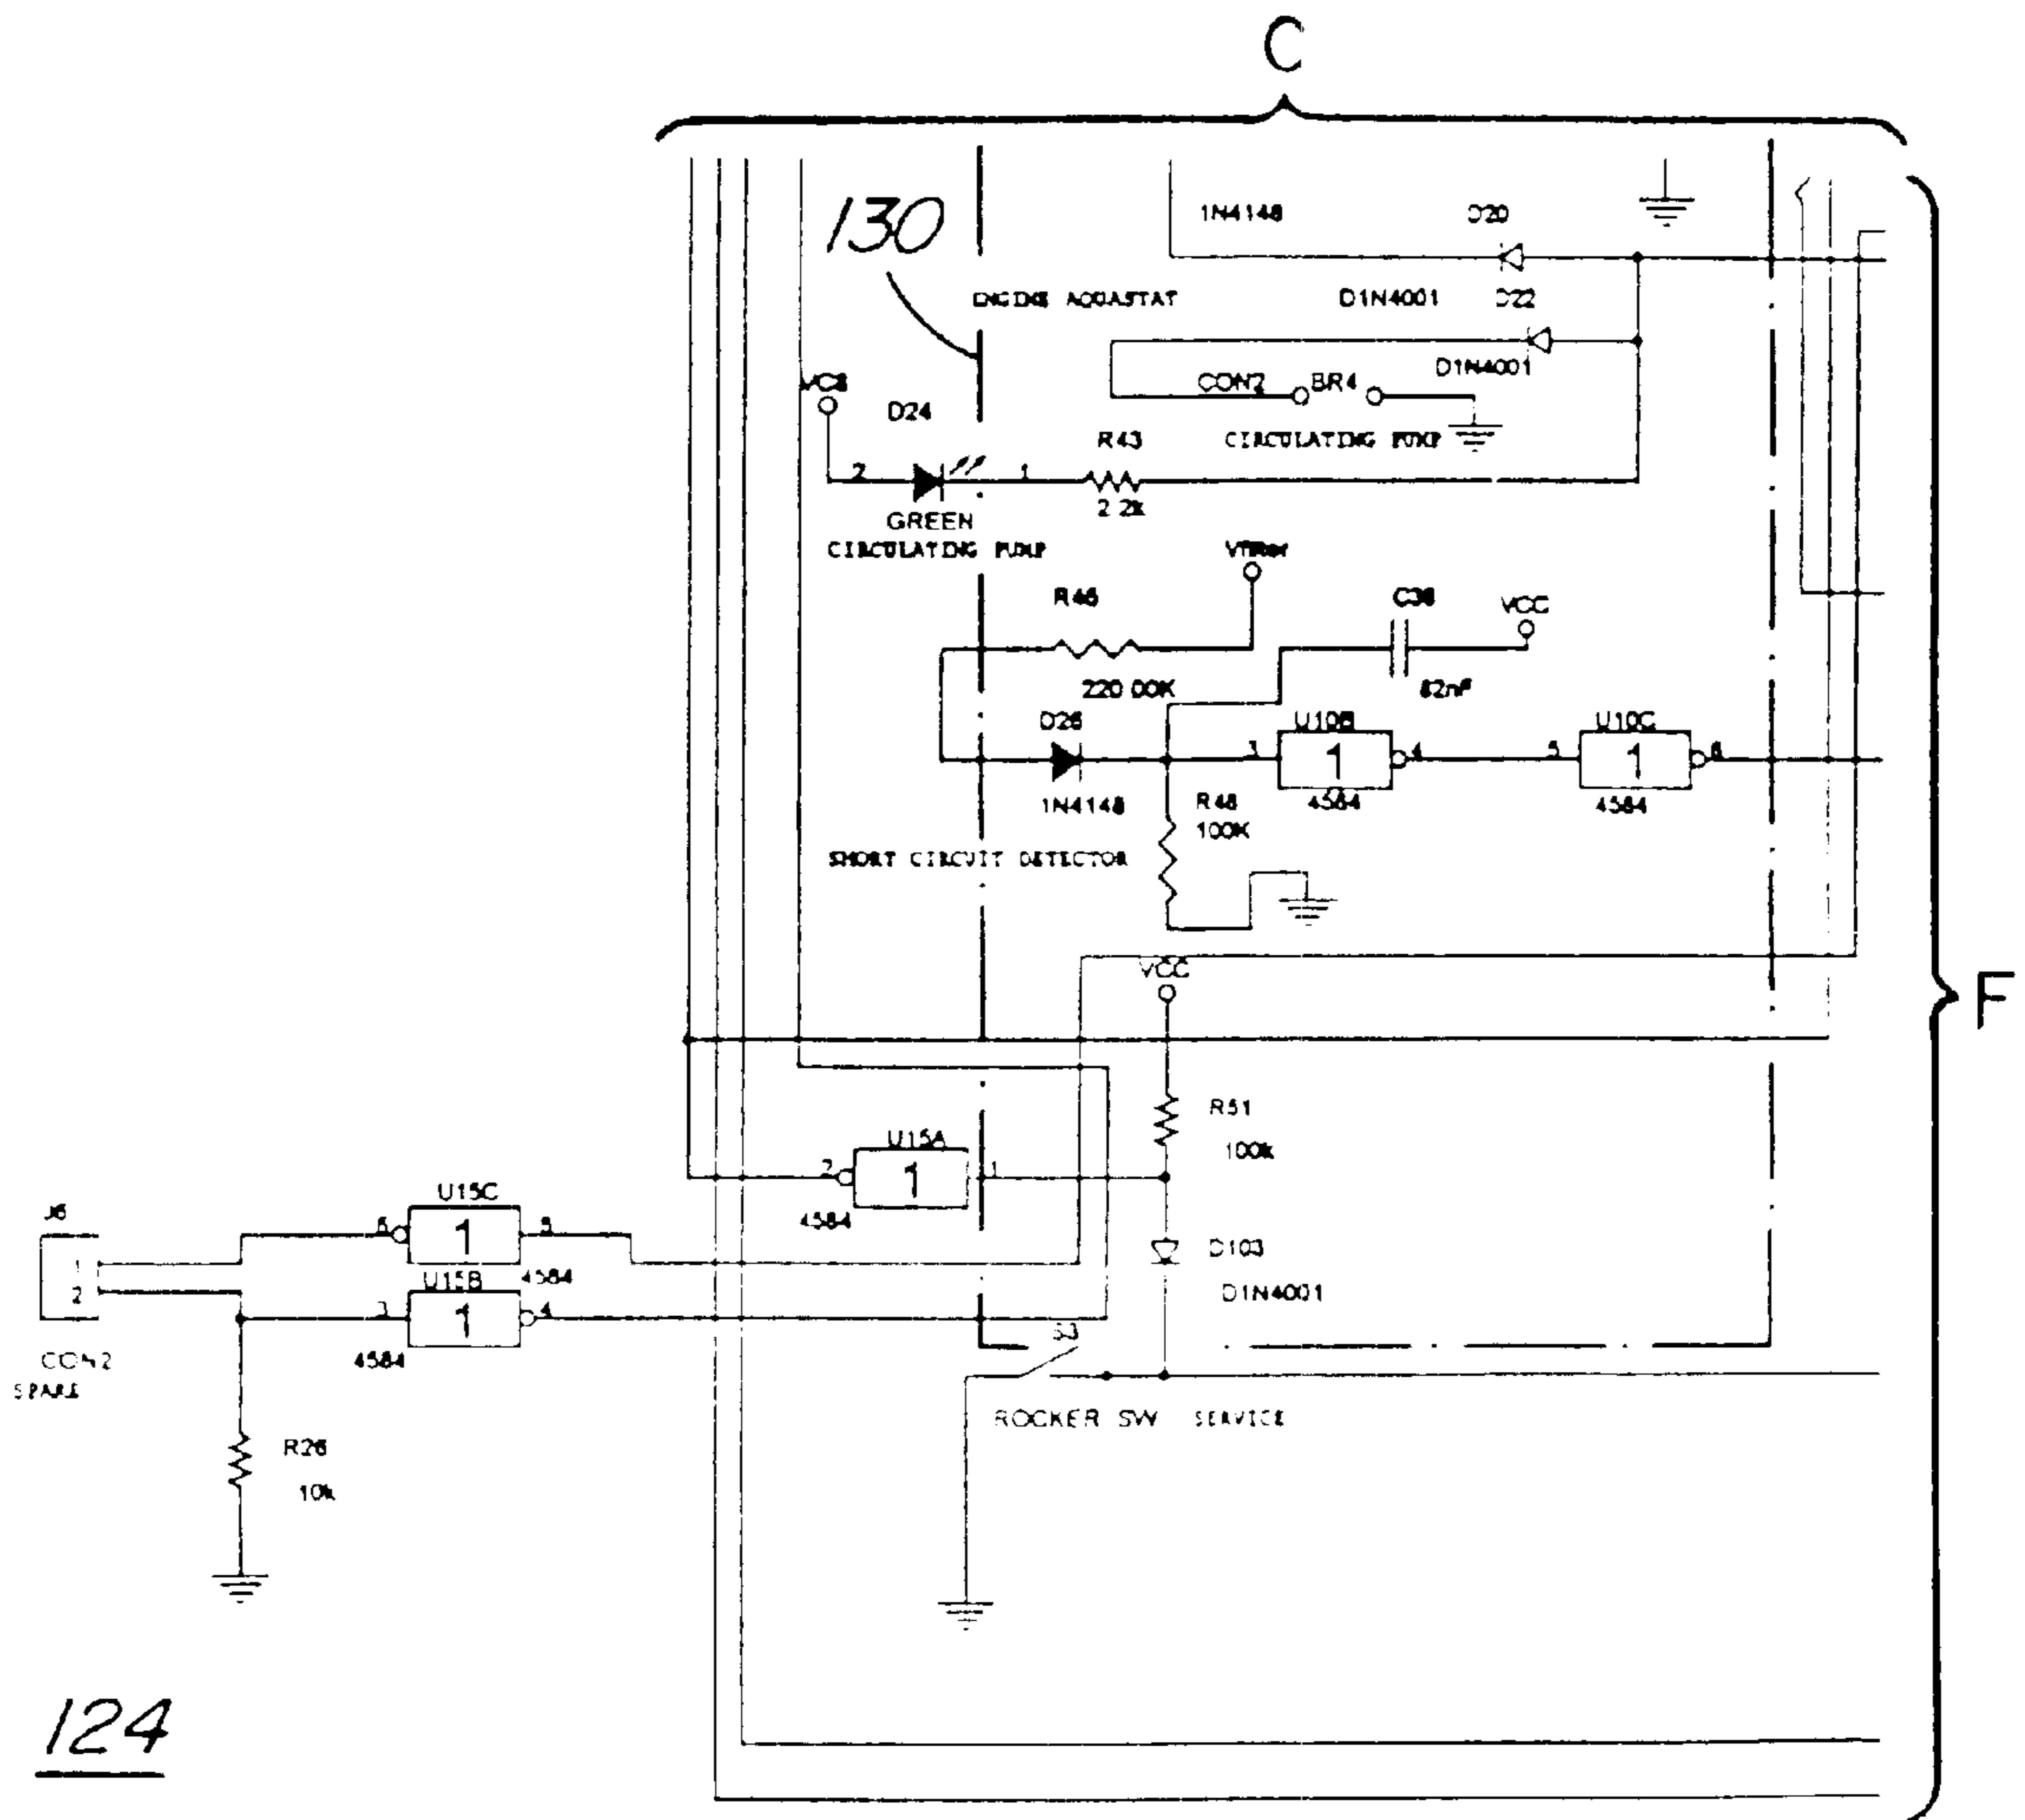 C
130
1N4148
D20
ENGINE AQUASTAT
D1N4001
D22
D1N4001
CON2
BR4
D24
R43
CIRCULATING PUMP
2
1
2.2k
GREEN
CIRCULATING PUMP
Vfilter
R46
C38
VCC
220.00K
82nF
D26
U10B
U10C
3
1
4
5
1
6
1N4148
R48
4584
4584
100K
SHORT CIRCUIT DETECTOR
VCC
F
R51
100k
U15A
2
1
1
4584
U15C
J6
6
1
5
D103
1
4584
2
U15B
D1N4001
3
1
4
S3
CON2
4584
SPARE
ROCKER SW
SERVICE
R26
10k
124